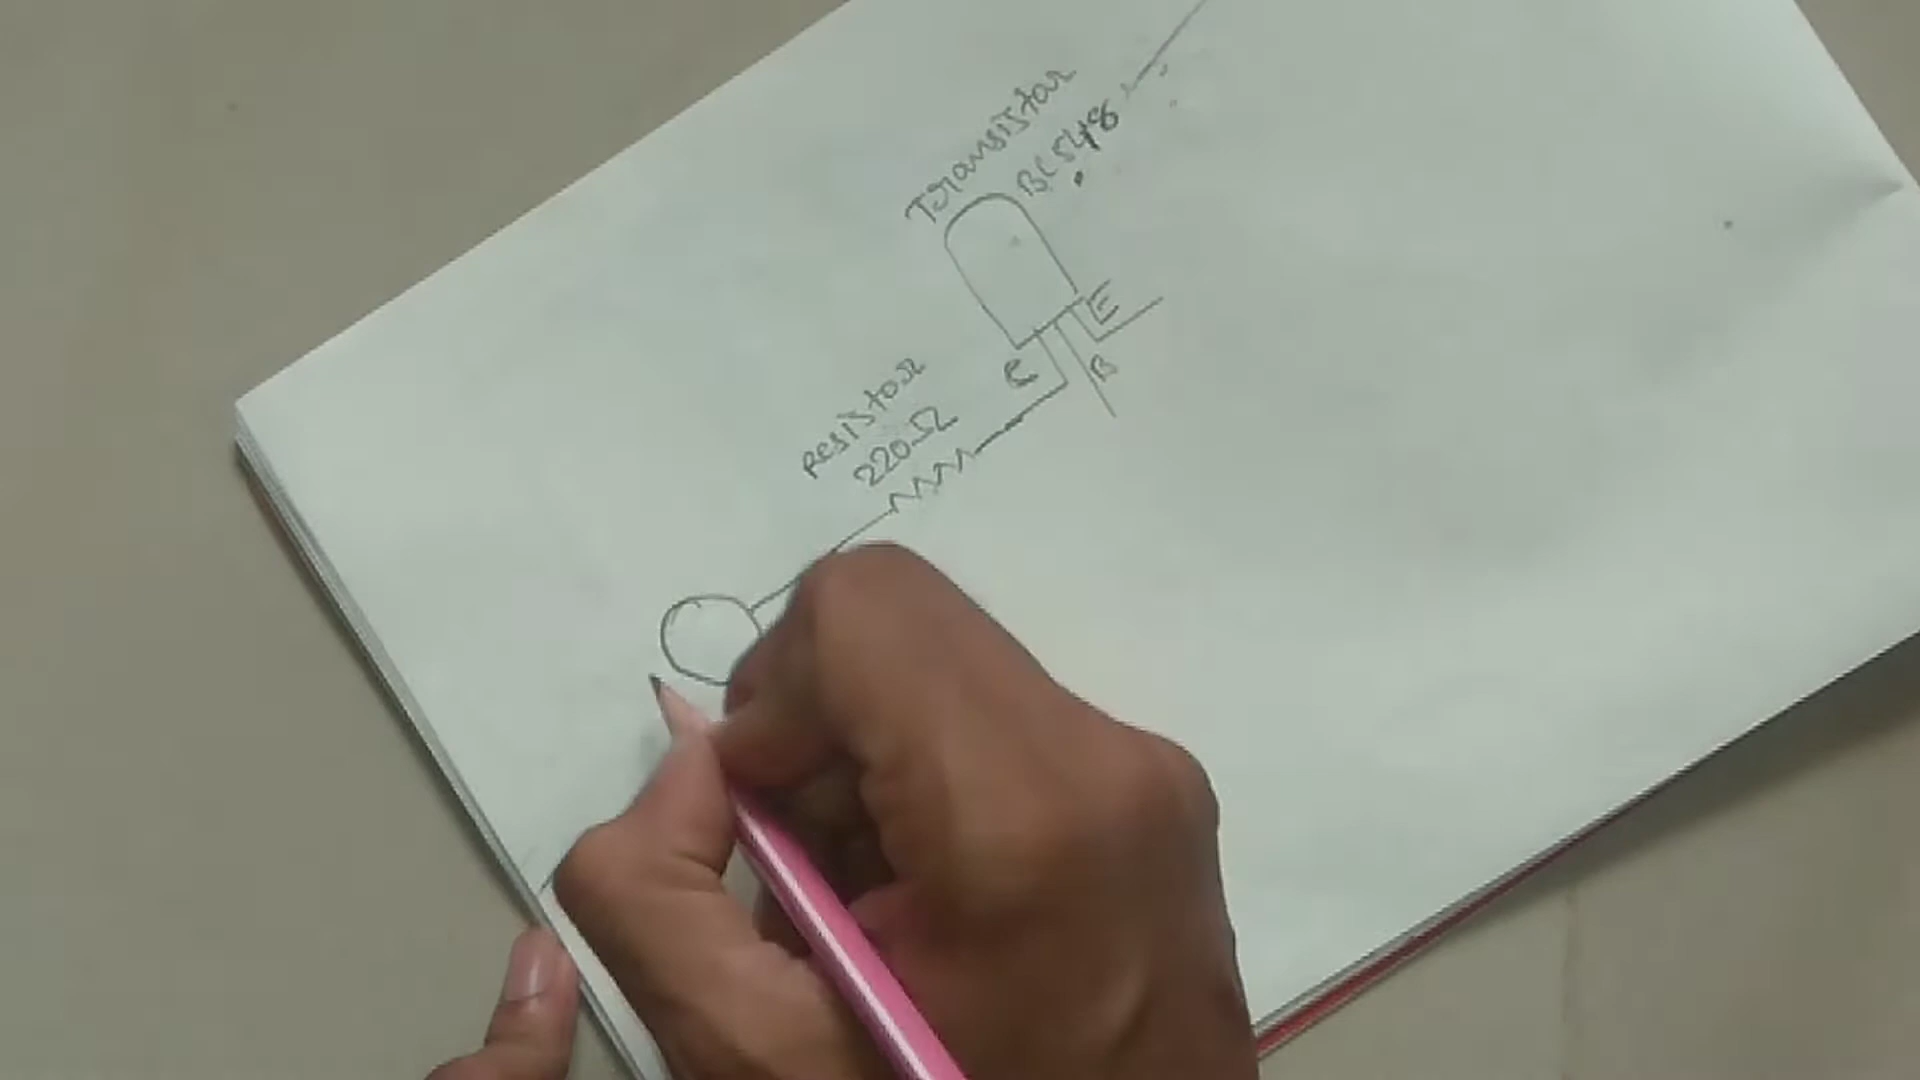 Transistor
BC548
E
B
C
resistor
220Ω